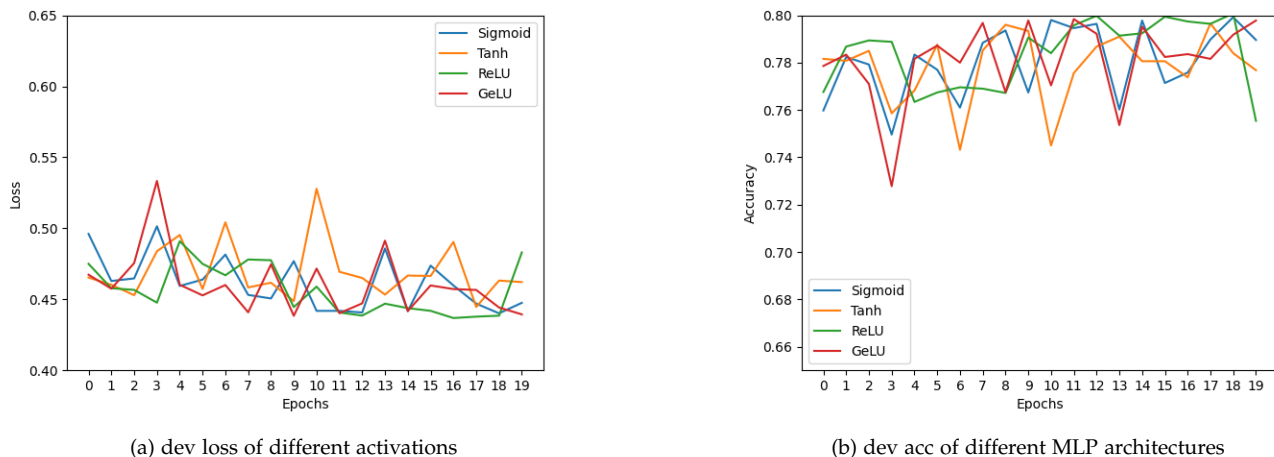 0.65
0.60
0.55
0.50
0.45
0.40
Loss
Sigmoid
Tanh
ReLU
GeLU
0 1 2 3 4 5 6 7 8 9 10 11 12 13 14 15 16 17 18 19
Epochs
(a) dev loss of different activations
0.80
0.78
0.76
0.74
0.72
0.70
0.68
0.66
Accuracy
Sigmoid
Tanh
ReLU
GeLU
0 1 2 3 4 5 6 7 8 9 10 11 12 13 14 15 16 17 18 19
Epochs
(b) dev acc of different MLP architectures